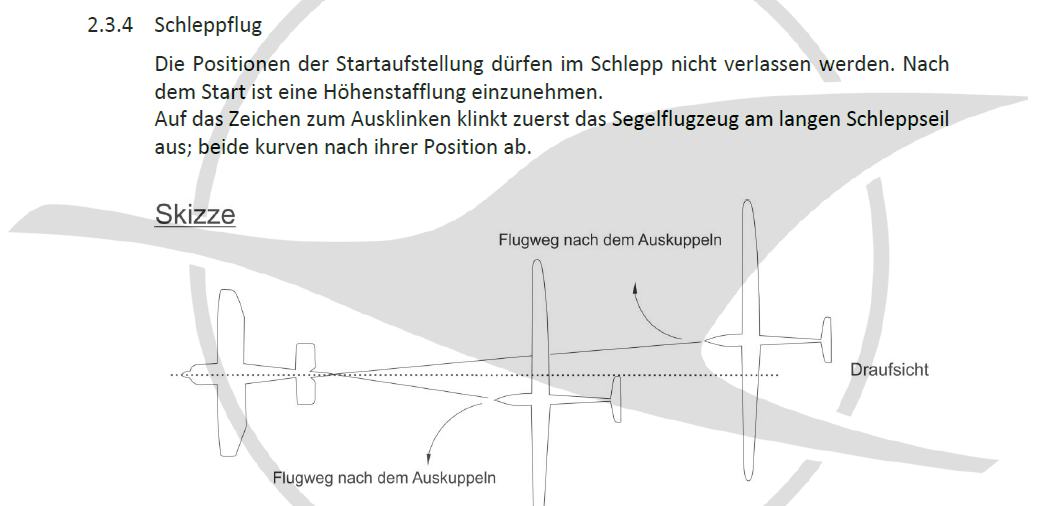 2.3.4 Schleppflug
Die Positionen der Startaufstellung dürfen im Schlepp nicht verlassen werden. Nach
dem Start ist eine Höhenstafflung einzunehmen.
Auf das Zeichen zum Ausklinken klinkt zuerst das Segelflugzeug am langen Schleppseil
aus; beide kurven nach ihrer Position ab.
Skizze
Flugweg nach dem Auskuppeln
Draufsicht
Flugweg nach dem Auskuppeln